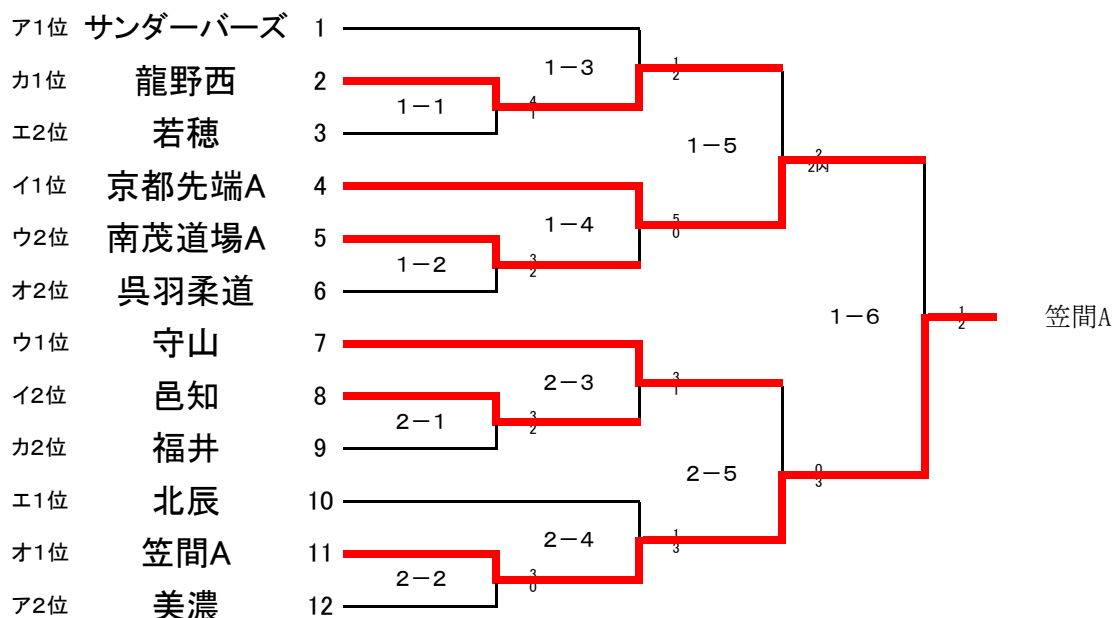 ア1位 サンダーバーズ 1
カ1位 龍野西 2
エ2位 若穂 3
イ1位 京都先端A 4
ウ2位 南茂道場A 5
オ2位 呉羽柔道 6
ウ1位 守山 7
イ2位 邑知 8
カ2位 福井 9
エ1位 北辰 10
オ1位 笠間A 11
ア2位 美濃 12
1-1
4
1
1-2
3
2
2-1
3
2
2-2
3
0
1-3
1
2
1-4
5
0
2-3
3
1
2-4
1
3
1-5
2
2内
2-5
0
3
1-6
1
2
笠間A